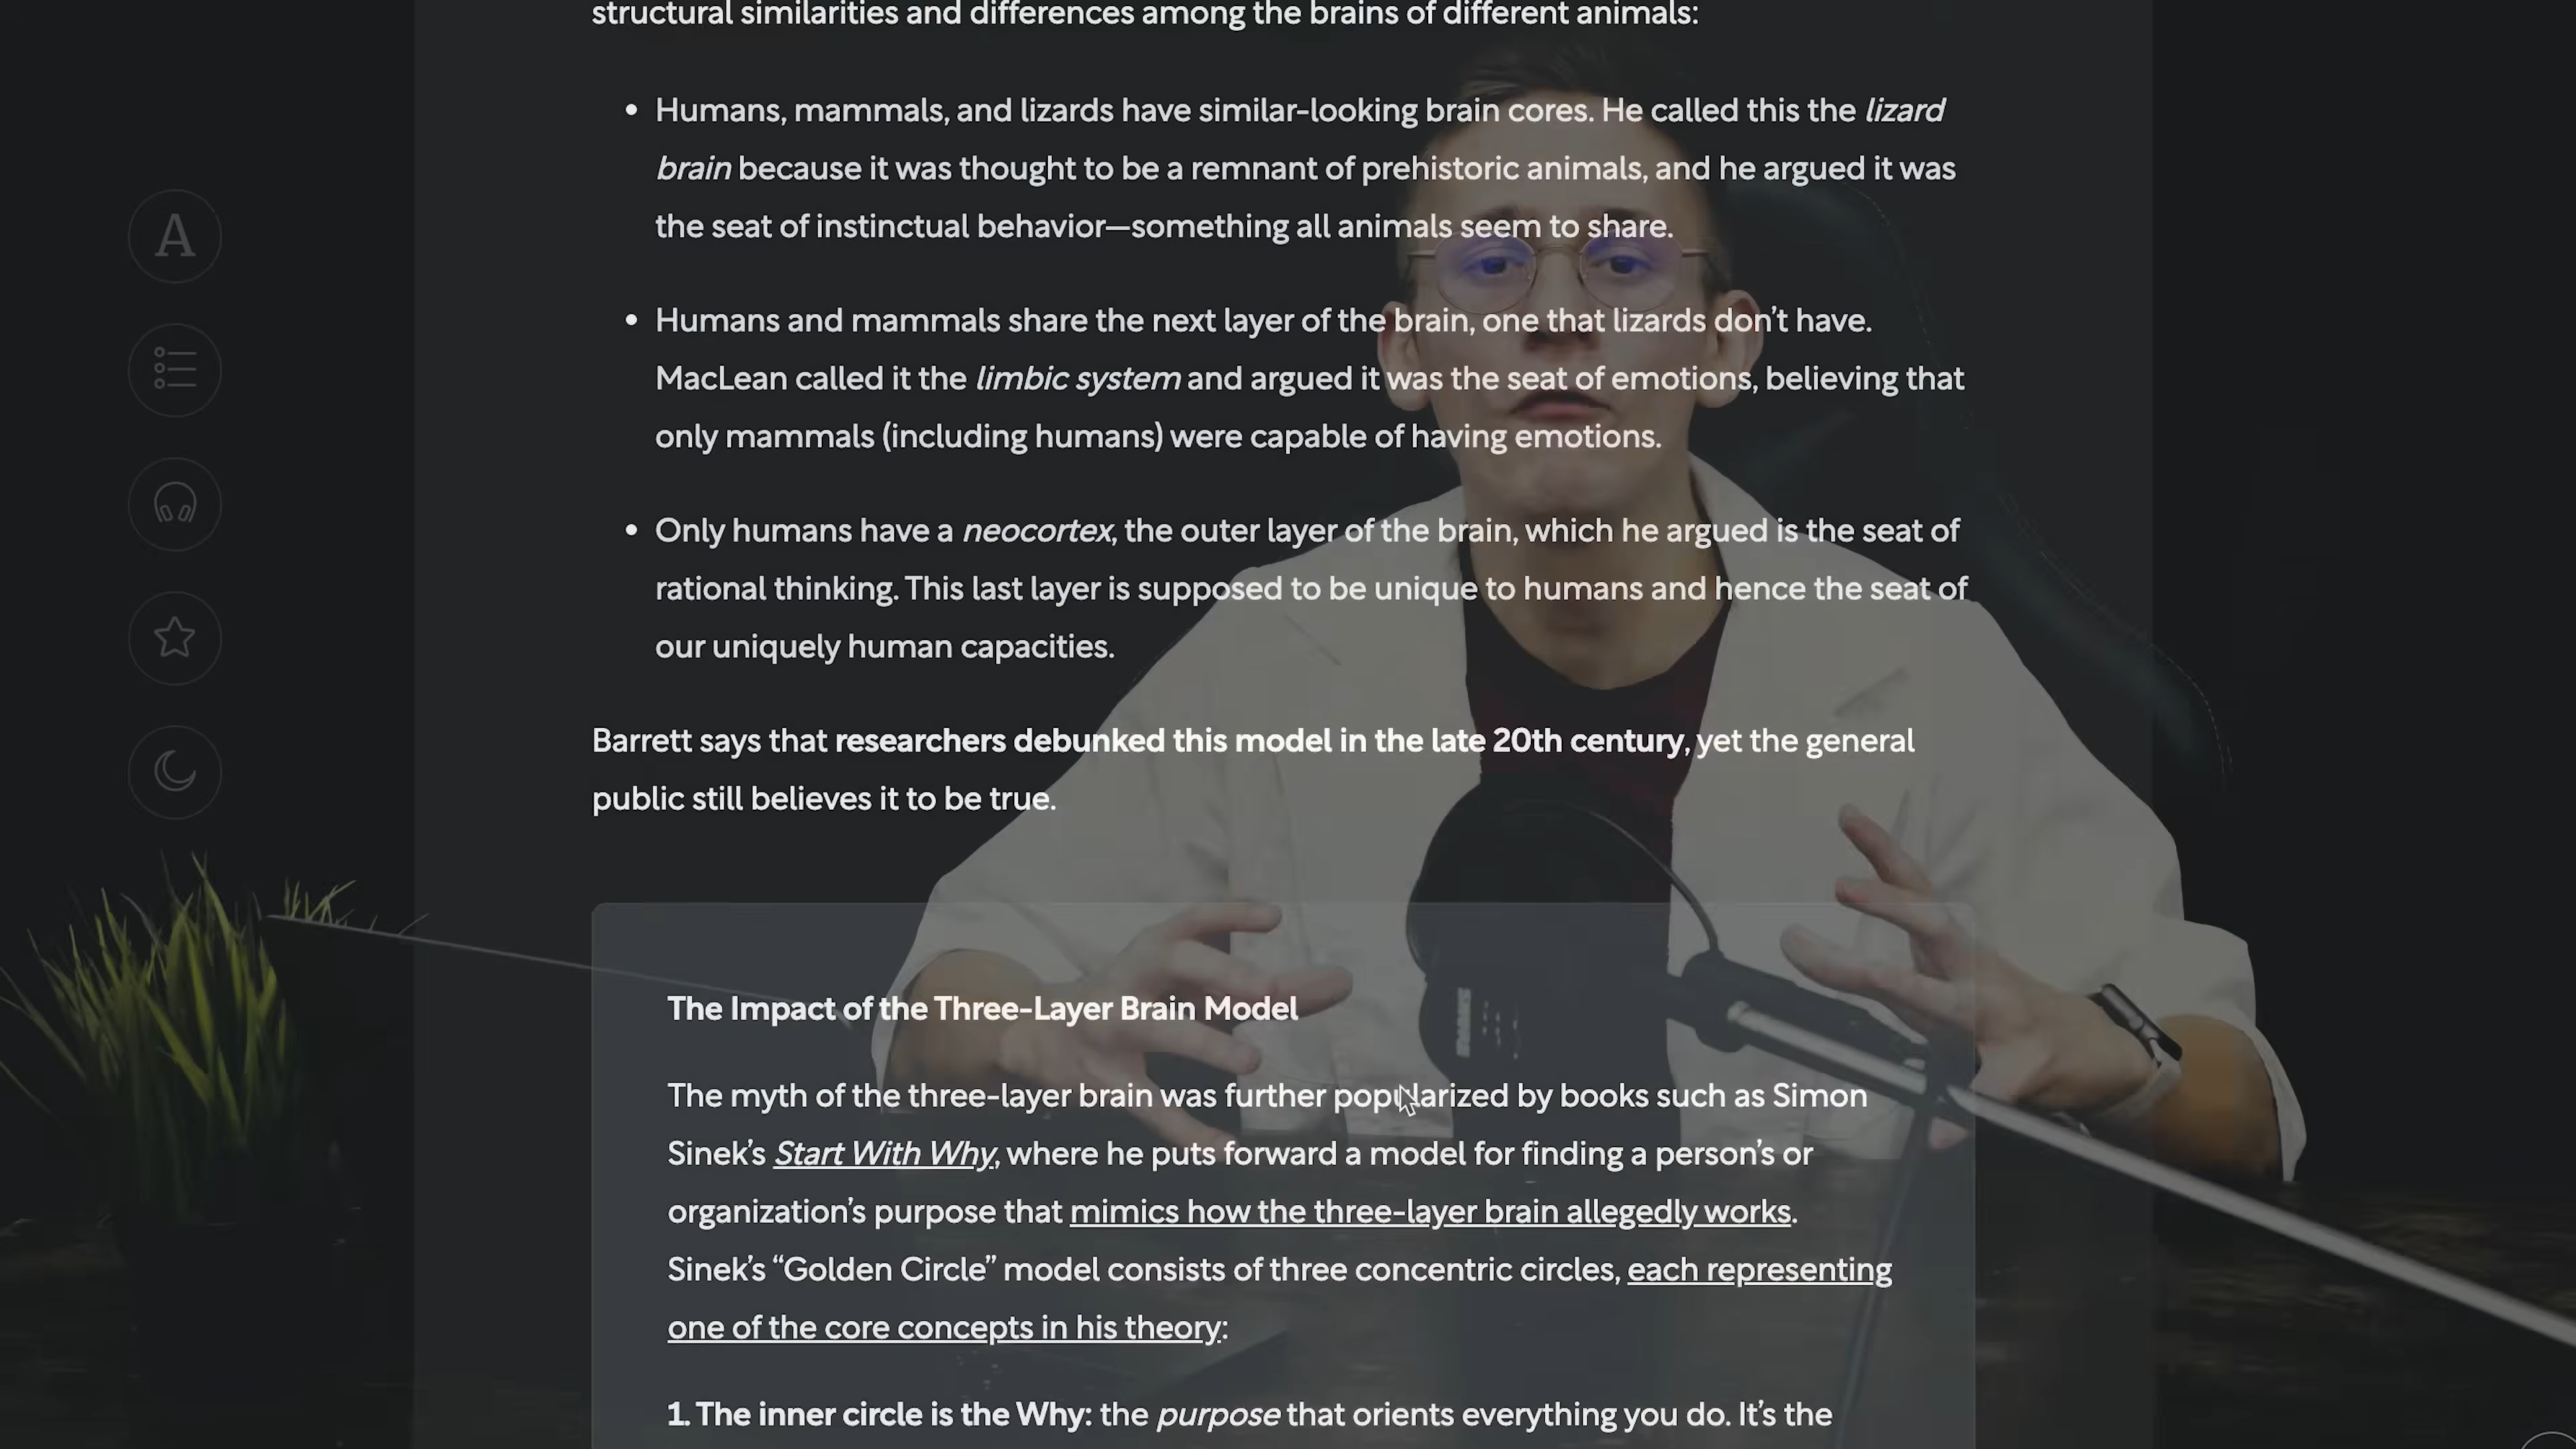 structural similarities and differences among the brains of different animals:
• Humans, mammals, and lizards have similar-looking brain cores. He called this the lizard
brain because it was thought to be a remnant of prehistoric animals, and he argued it was
the seat of instinctual behavior—something all animals seem to share.
• Humans and mammals share the next layer of the brain, one that lizards don’t have.
MacLean called it the limbic system and argued it was the seat of emotions, believing that
only mammals (including humans) were capable of having emotions.
• Only humans have a neocortex, the outer layer of the brain, which he argued is the seat of
rational thinking. This last layer is supposed to be unique to humans and hence the seat of
our uniquely human capacities.
Barrett says that researchers debunked this model in the late 20th century, yet the general
public still believes it to be true.
The Impact of the Three-Layer Brain Model
The myth of the three-layer brain was further popularized by books such as Simon
Sinek’s Start With Why, where he puts forward a model for finding a person’s or
organization’s purpose that mimics how the three-layer brain allegedly works.
Sinek’s “Golden Circle” model consists of three concentric circles, each representing
one of the core concepts in his theory:
1. The inner circle is the Why: the purpose that orients everything you do. It’s the
A